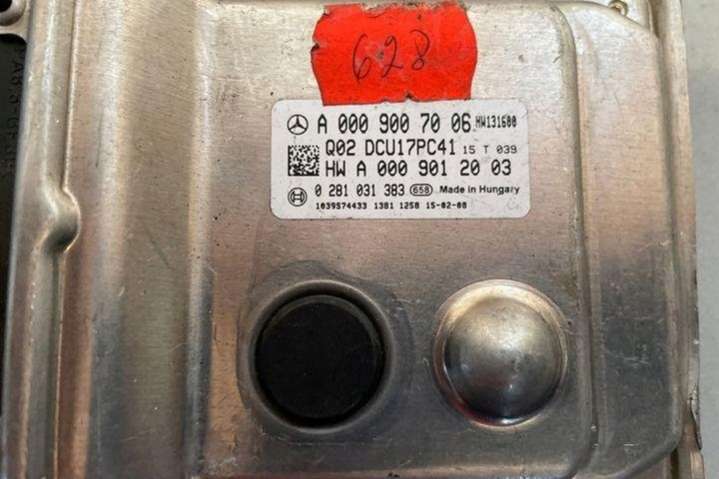 628
A 000 900 70 06 HW131600
Q02 DCU17PC41 15 T 039
HW A 000 901 20 03
0 281 031 383 658 Made in Hungary
1039S74433 1381 1258 15-02-08